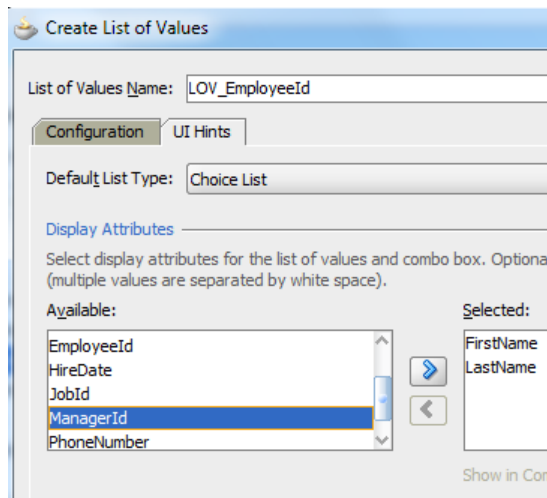 Create List of Values
List of Values Name: LOV_EmployeeId
Configuration UI Hints
Default List Type: Choice List
Display Attributes
Select display attributes for the list of values and combo box. Optiona
(multiple values are separated by white space).
Available: Selected:
EmployeeId FirstName
HireDate LastName
JobId
ManagerId
PhoneNumber
Show in Com